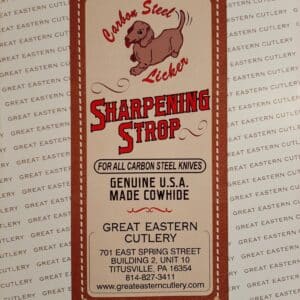 Carbon Steel
Licker
SHARPENING
STROP
FOR ALL CARBON STEEL KNIVES
GENUINE U.S.A.
MADE COWHIDE
GREAT EASTERN
CUTLERY
701 EAST SPRING STREET
BUILDING 2, UNIT 10
TITUSVILLE, PA 16354
814-827-3411
www.greateasterncutlery.com
GREAT EASTERN CUTLERY